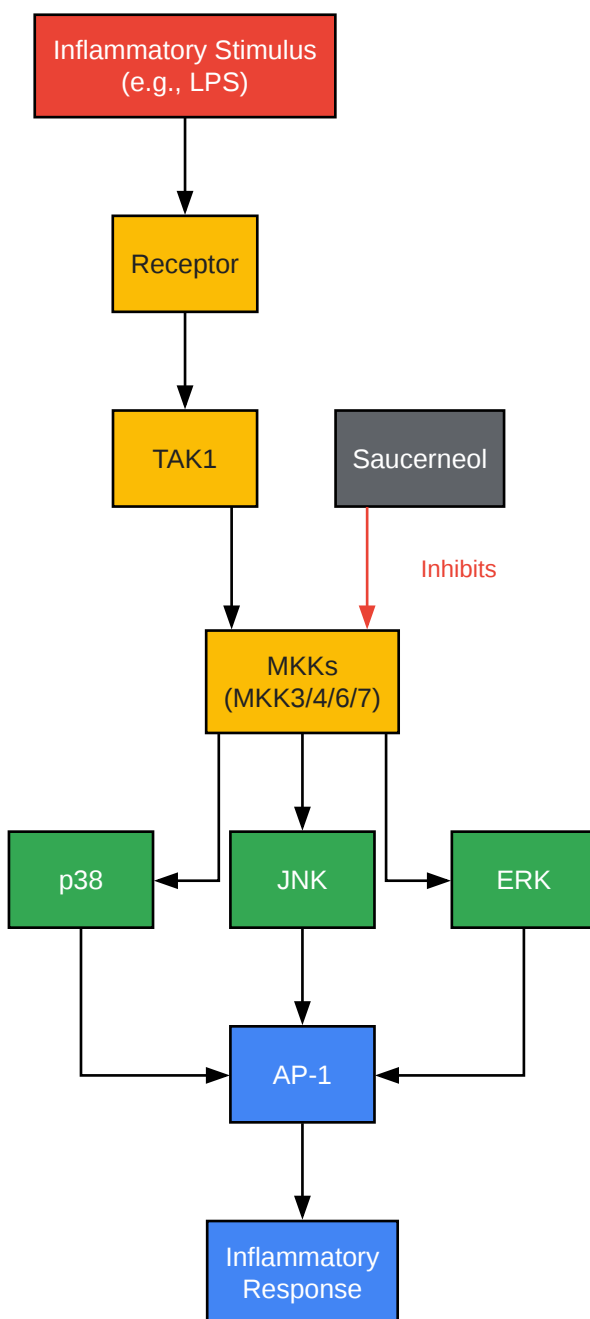 Inflammatory Stimulus
(e.g., LPS)
Receptor
TAK1
Saucerneol
Inhibits
MKKs
(MKK3/4/6/7)
p38
JNK
ERK
AP-1
Inflammatory
Response